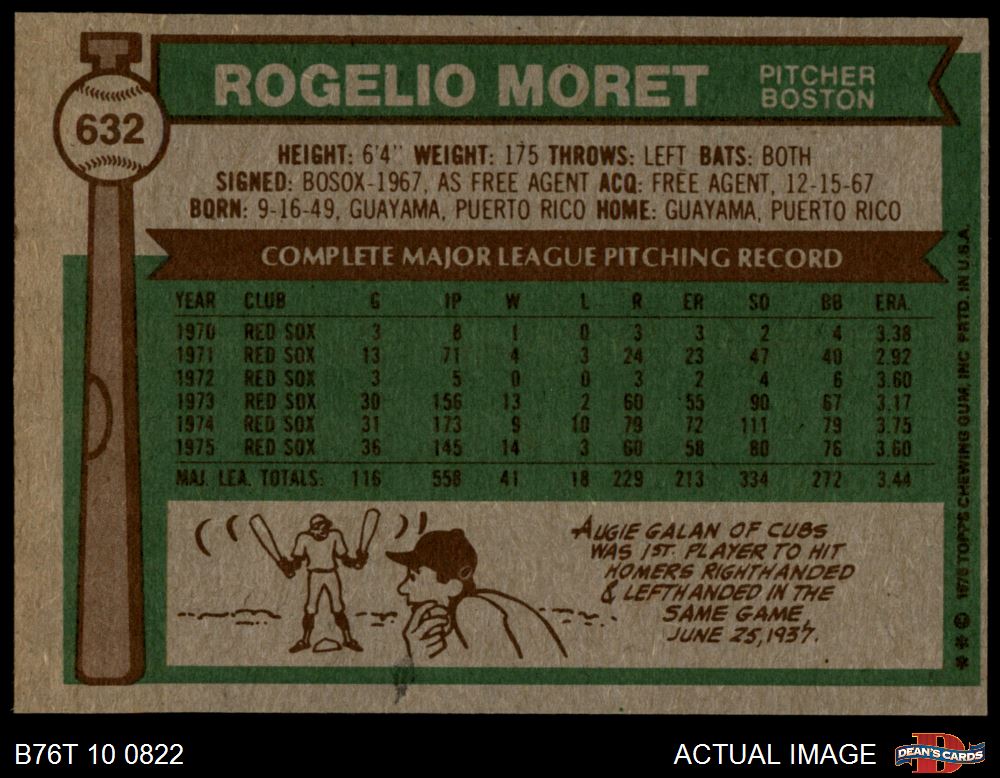 632
ROGELIO MORET
PITCHER
BOSTON
HEIGHT: 6'4" WEIGHT: 175 THROWS: LEFT BATS: BOTH
SIGNED: BOSOX-1967, AS FREE AGENT ACQ: FREE AGENT, 12-15-67
BORN: 9-16-49, GUAYAMA, PUERTO RICO HOME: GUAYAMA, PUERTO RICO
COMPLETE MAJOR LEAGUE PITCHING RECORD
YEAR CLUB G IP W L R ER SO BB ERA.
1970 RED SOX 3 8 1 0 3 3 2 4 3.38
1971 RED SOX 13 71 4 3 24 23 47 40 2.92
1972 RED SOX 3 5 0 0 3 2 4 6 3.60
1973 RED SOX 30 156 13 2 60 55 90 67 3.17
1974 RED SOX 31 173 9 10 79 72 111 79 3.75
1975 RED SOX 36 145 14 3 60 58 80 76 3.60
MAJ. LEA. TOTALS: 116 558 41 18 229 213 334 272 3.44
AUGIE GALAN OF CUBS
WAS 1ST. PLAYER TO HIT
HOMERS RIGHTHANDED
& LEFTHANDED IN THE
SAME GAME,
JUNE 25, 1937.
** © 1976 TOPPS CHEWING GUM, INC. PRTD. IN U.S.A.
B76T 10 0822
ACTUAL IMAGE
DEAN'S CARDS